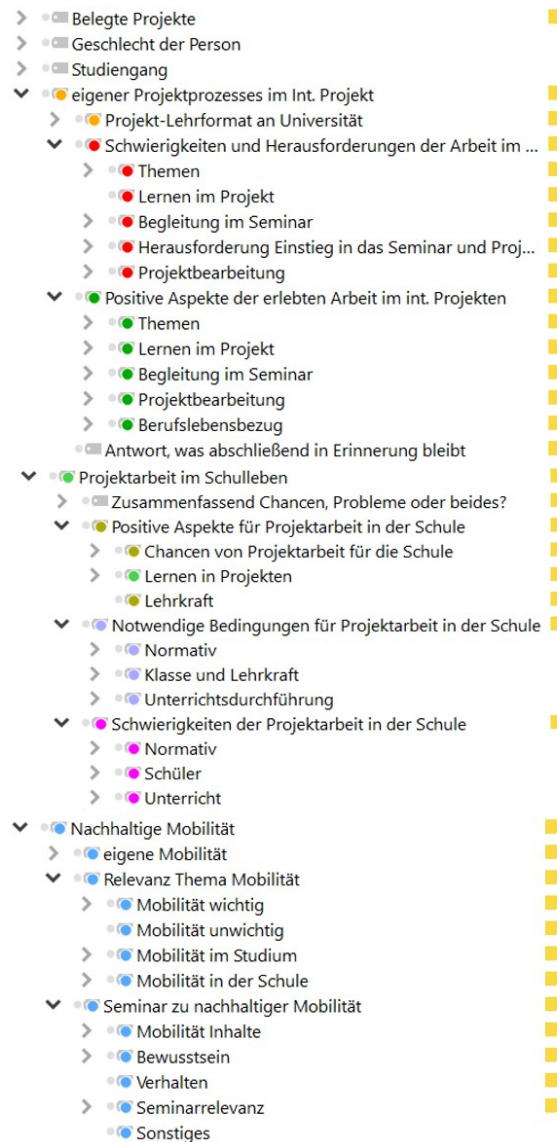 Belegte Projekte
Geschlecht der Person
Studiengang
eigener Projektprozesses im Int. Projekt
Projekt-Lehrformat an Universität
Schwierigkeiten und Herausforderungen der Arbeit im ...
Themen
Lernen im Projekt
Begleitung im Seminar
Herausforderung Einstieg in das Seminar und Proj...
Projektbearbeitung
Positive Aspekte der erlebten Arbeit im int. Projekten
Themen
Lernen im Projekt
Begleitung im Seminar
Projektbearbeitung
Berufslebensbezug
Antwort, was abschließend in Erinnerung bleibt
Projektarbeit im Schulleben
Zusammenfassend Chancen, Probleme oder beides?
Positive Aspekte für Projektarbeit in der Schule
Chancen von Projektarbeit für die Schule
Lernen in Projekten
Lehrkraft
Notwendige Bedingungen für Projektarbeit in der Schule
Normativ
Klasse und Lehrkraft
Unterrichtsdurchführung
Schwierigkeiten der Projektarbeit in der Schule
Normativ
Schüler
Unterricht
Nachhaltige Mobilität
eigene Mobilität
Relevanz Thema Mobilität
Mobilität wichtig
Mobilität unwichtig
Mobilität im Studium
Mobilität in der Schule
Seminar zu nachhaltiger Mobilität
Mobilität Inhalte
Bewusstsein
Verhalten
Seminarrelevanz
Sonstiges